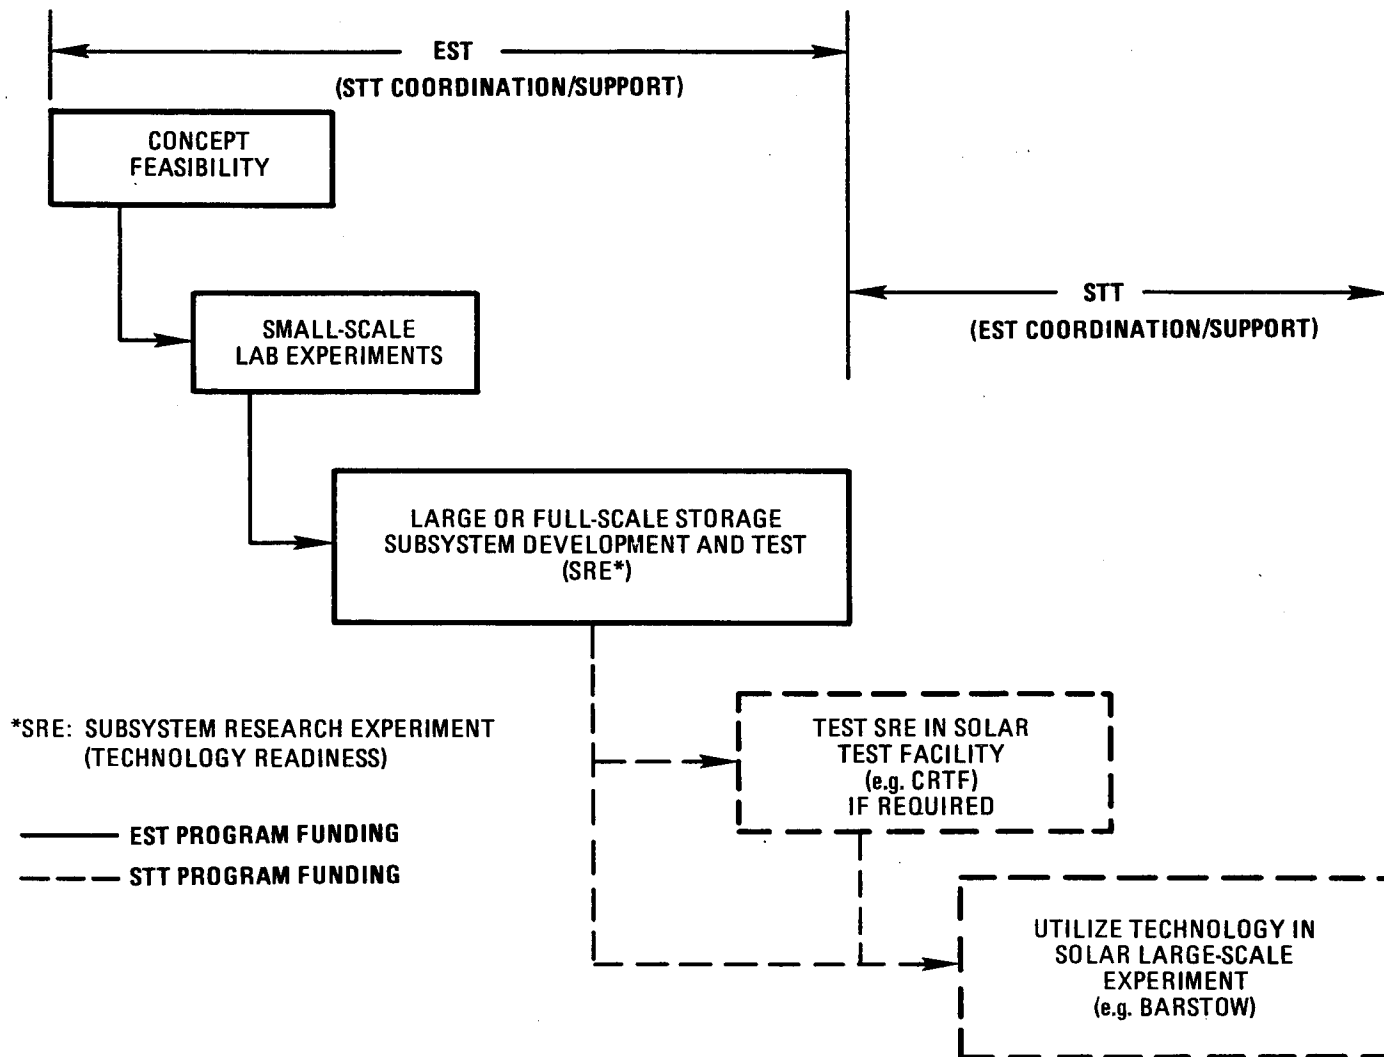 EST
(STT COORDINATION/SUPPORT)
CONCEPT
FEASIBILITY
STT
(EST COORDINATION/SUPPORT)
SMALL-SCALE
LAB EXPERIMENTS
LARGE OR FULL-SCALE STORAGE
SUBSYSTEM DEVELOPMENT AND TEST
(SRE*)
*SRE: SUBSYSTEM RESEARCH EXPERIMENT
(TECHNOLOGY READINESS)
TEST SRE IN SOLAR
TEST FACILITY
(e.g. CRTF)
IF REQUIRED
EST PROGRAM FUNDING
STT PROGRAM FUNDING
UTILIZE TECHNOLOGY IN
SOLAR LARGE-SCALE
EXPERIMENT
(e.g. BARSTOW)